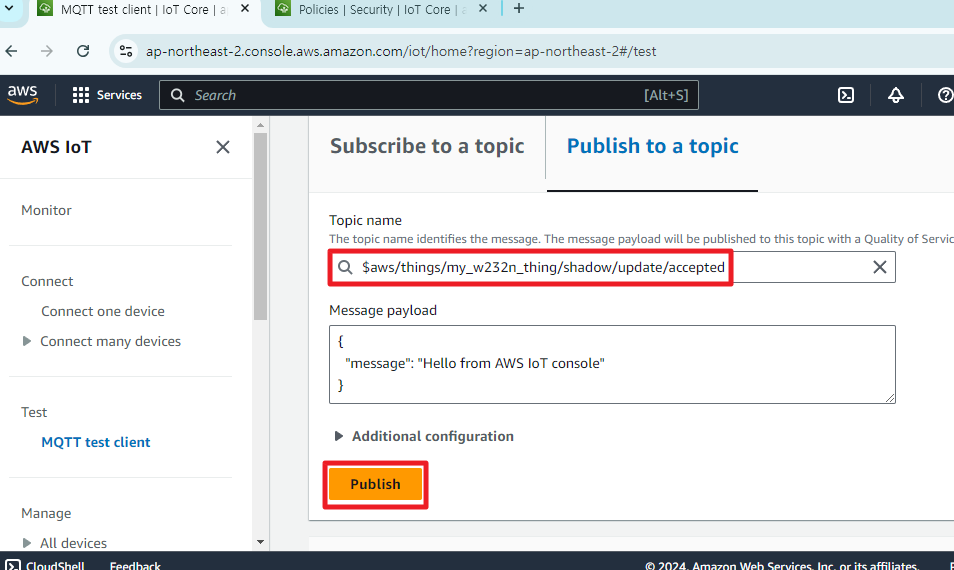 MQTT test client | IoT Core | a
Policies | Security | IoT Core | a
ap-northeast-2.console.aws.amazon.com/iot/home?region=ap-northeast-2#/test
aws
Services
Search
[Alt+S]
AWS IoT
Monitor
Connect
Connect one device
Connect many devices
Test
MQTT test client
Manage
All devices
Subscribe to a topic
Publish to a topic
Topic name
The topic name identifies the message. The message payload will be published to this topic with a Quality of Servic
$aws/things/my_w232n_thing/shadow/update/accepted
Message payload
{
"message": "Hello from AWS IoT console"
}
Additional configuration
Publish
CloudShell
Feedback
© 2024, Amazon Web Services, Inc. or its affiliates.